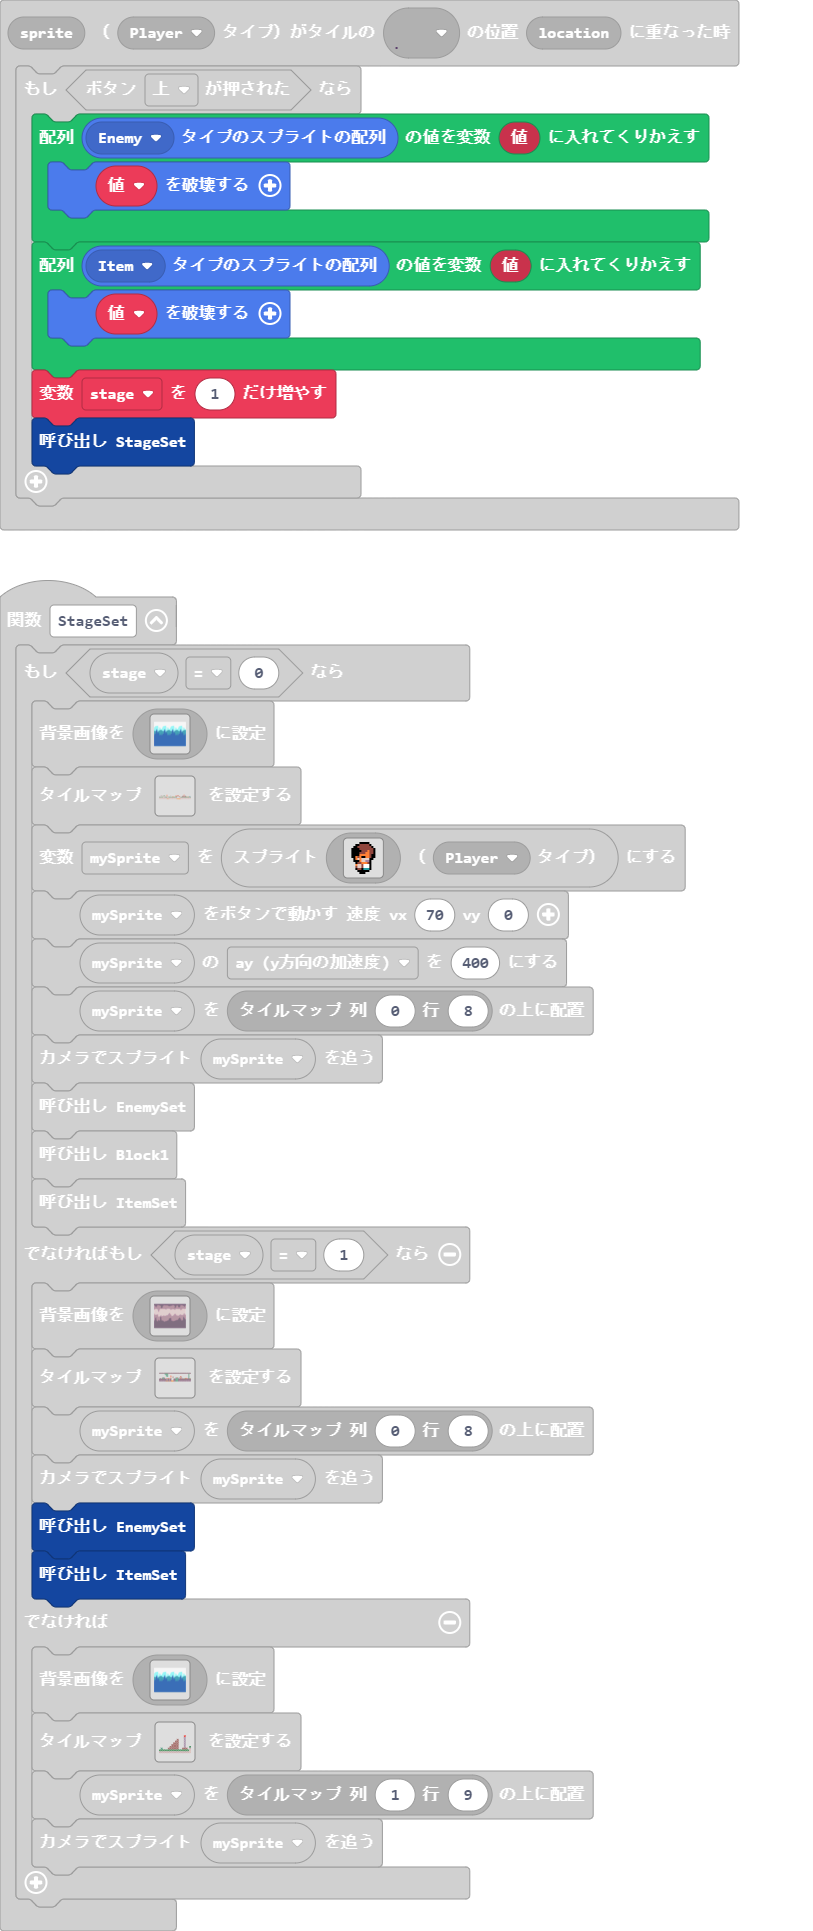 sprite ( Player タイプ) がタイルの の位置 location に重なった時
もし ボタン 上 が押された なら
配列 Enemy タイプのスプライトの配列 の値を変数 値 に入れてくりかえす
値 を破壊する
配列 Item タイプのスプライトの配列 の値を変数 値 に入れてくりかえす
値 を破壊する
変数 stage を 1 だけ増やす
呼び出し StageSet
関数 StageSet
もし stage = 0 なら
背景画像を に設定
タイルマップ を設定する
変数 mySprite を スプライト ( Player タイプ) にする
mySprite をボタンで動かす 速度 vx 70 vy 0
mySprite の ay (y方向の加速度) を 400 にする
mySprite を タイルマップ 列 0 行 8 の上に配置
カメラでスプライト mySprite を追う
呼び出し EnemySet
呼び出し Block1
呼び出し ItemSet
でなければもし stage = 1 なら
背景画像を に設定
タイルマップ を設定する
mySprite を タイルマップ 列 0 行 8 の上に配置
カメラでスプライト mySprite を追う
呼び出し EnemySet
呼び出し ItemSet
でなければ
背景画像を に設定
タイルマップ を設定する
mySprite を タイルマップ 列 1 行 9 の上に配置
カメラでスプライト mySprite を追う